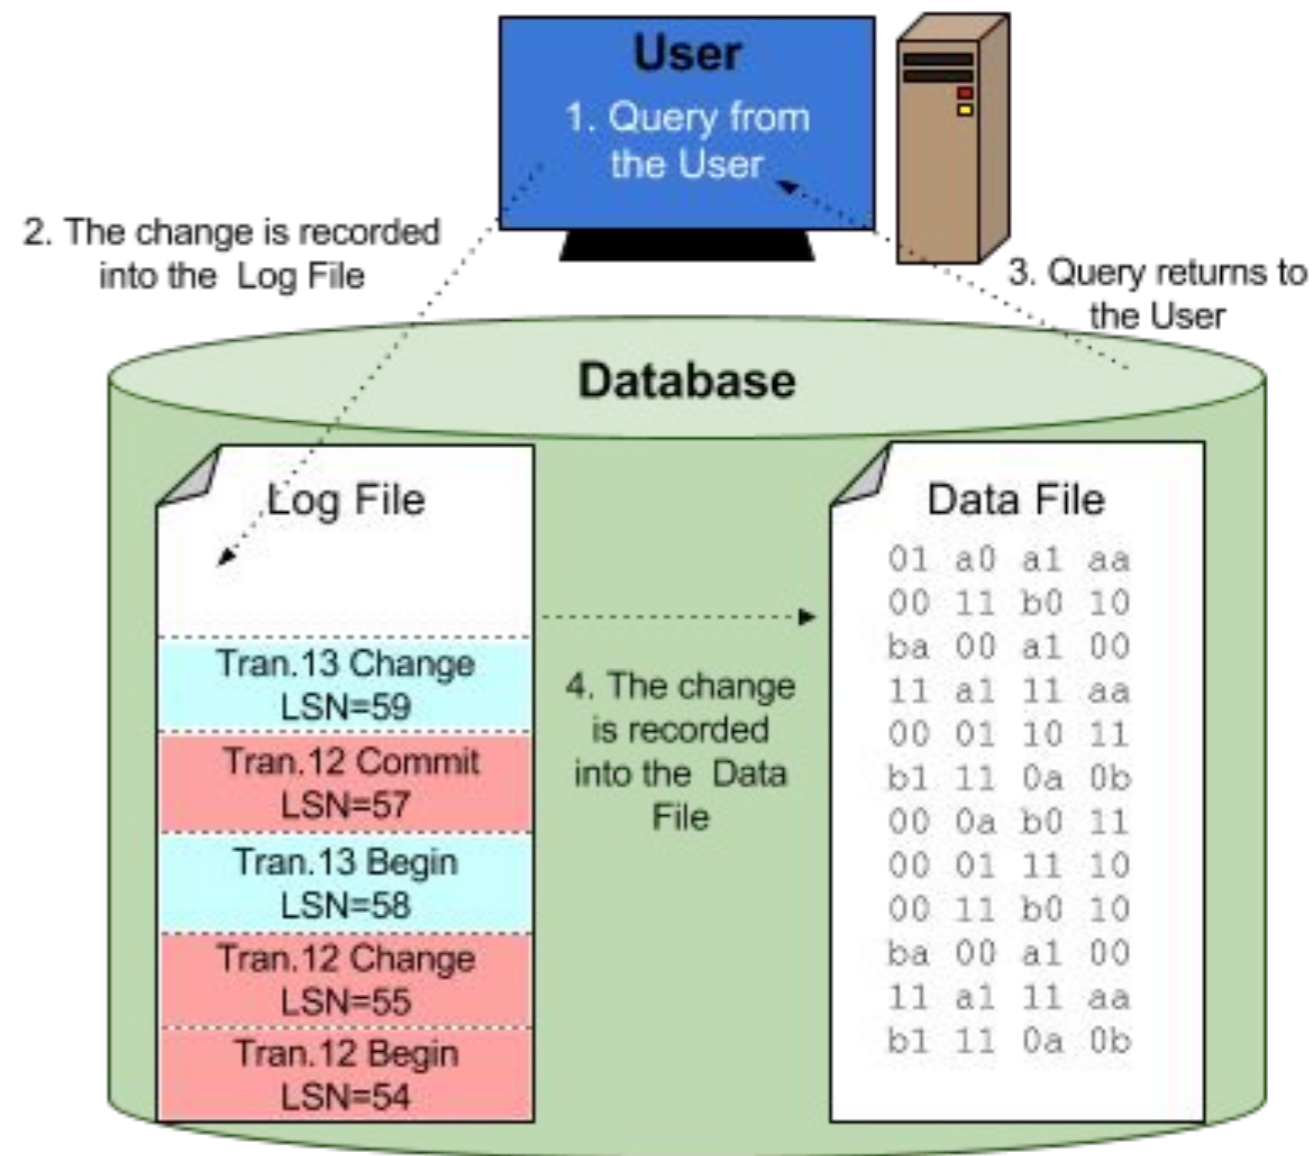 User
1. Query from
the User
2. The change is recorded
into the Log File
3. Query returns to
the User
Database
Log File
Tran.13 Change
LSN=59
Tran.12 Commit
LSN=57
Tran.13 Begin
LSN=58
Tran.12 Change
LSN=55
Tran.12 Begin
LSN=54
4. The change
is recorded
into the Data
File
Data File
01 a0 a1 aa
00 11 b0 10
ba 00 a1 00
11 a1 11 aa
00 01 10 11
b1 11 0a 0b
00 0a b0 11
00 01 11 10
00 11 b0 10
ba 00 a1 00
11 a1 11 aa
b1 11 0a 0b